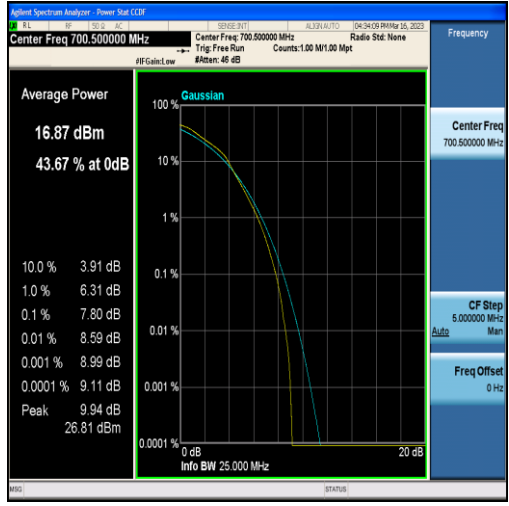 Agilent Spectrum Analyzer - Power Stat CCDF
RL RF 50 Ω AC SENSE:INT ALIGN AUTO 04:34:09 PM Mar 16, 2023
Center Freq 700.500000 MHz
Center Freq: 700.500000 MHz Radio Std: None
Trig: Free Run Counts:1.00 M/1.00 Mpt
#IFGain:Low #Atten: 46 dB
Frequency
Average Power
16.87 dBm
43.67 % at 0dB
10.0 % 3.91 dB
1.0 % 6.31 dB
0.1 % 7.80 dB
0.01 % 8.59 dB
0.001 % 8.99 dB
0.0001 % 9.11 dB
Peak 9.94 dB
26.81 dBm
Gaussian
100 %
10 %
1 %
0.1 %
0.01 %
0.001 %
0.0001 %
0 dB 20 dB
Info BW 25.000 MHz
Center Freq
700.500000 MHz
CF Step
5.000000 MHz
Auto Man
Freq Offset
0 Hz
MSG STATUS